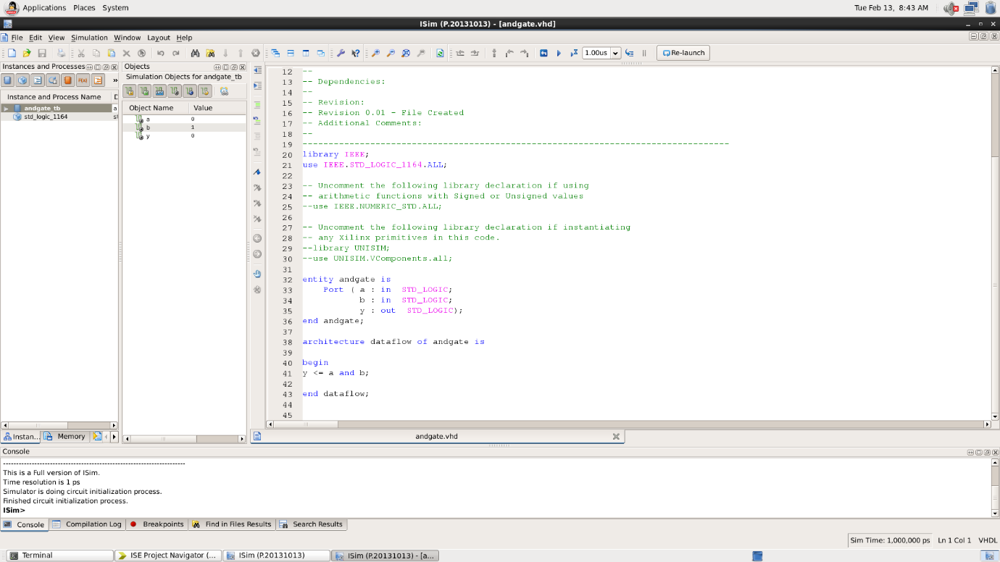 Applications Places System
Tue Feb 13, 8:43 AM
ISim (P.20131013) - [andgate.vhd]
File Edit View Simulation Window Layout Help
1.00us
Re-launch
Instances and Processes
Instance and Process Name
andgate_tb a
std_logic_1164
Objects
Simulation Objects for andgate_tb
Object Name Value
a 0
b 1
y 0
12 --
13 -- Dependencies:
14 --
15 -- Revision:
16 -- Revision 0.01 - File Created
17 -- Additional Comments:
18 --
19 ----------------------------------------------------------------------------------
20 library IEEE;
21 use IEEE.STD_LOGIC_1164.ALL;
22
23 -- Uncomment the following library declaration if using
24 -- arithmetic functions with Signed or Unsigned values
25 --use IEEE.NUMERIC_STD.ALL;
26
27 -- Uncomment the following library declaration if instantiating
28 -- any Xilinx primitives in this code.
29 --library UNISIM;
30 --use UNISIM.VComponents.all;
31
32 entity andgate is
33 Port ( a : in STD_LOGIC;
34 b : in STD_LOGIC;
35 y : out STD_LOGIC);
36 end andgate;
37
38 architecture dataflow of andgate is
39
40 begin
41 y <= a and b;
42
43 end dataflow;
44
45
Instan... Memory
andgate.vhd
Console
----------------------------------------------------------------------
This is a Full version of ISim.
Time resolution is 1 ps
Simulator is doing circuit initialization process.
Finished circuit initialization process.
ISim>
Console Compilation Log Breakpoints Find in Files Results Search Results
Sim Time: 1,000,000 ps Ln 1 Col 1 VHDL
Terminal ISE Project Navigator (... ISim (P.20131013) ISim (P.20131013) - [a...